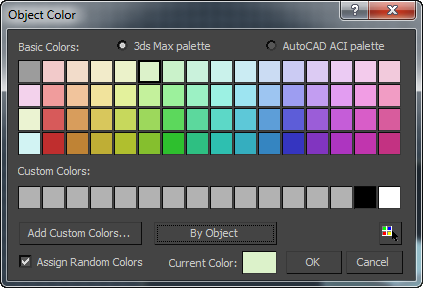 Object Color
Basic Colors: 3ds Max palette AutoCAD ACI palette
Custom Colors:
Add Custom Colors... By Object
Assign Random Colors Current Color: OK Cancel